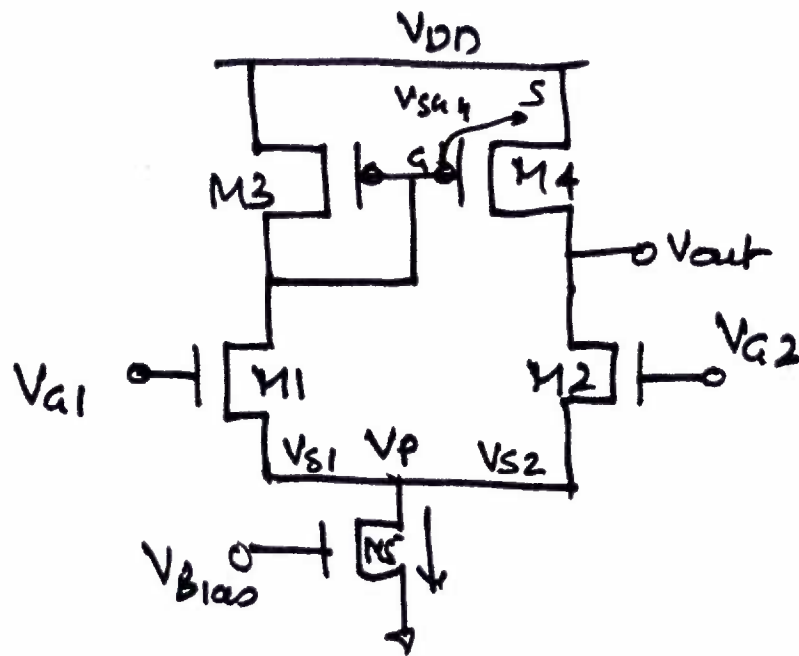 VDD
VSG4 S
M3 G M4
Vout
VG1 M1 M2 VG2
VS1 VP VS2
VBias M5